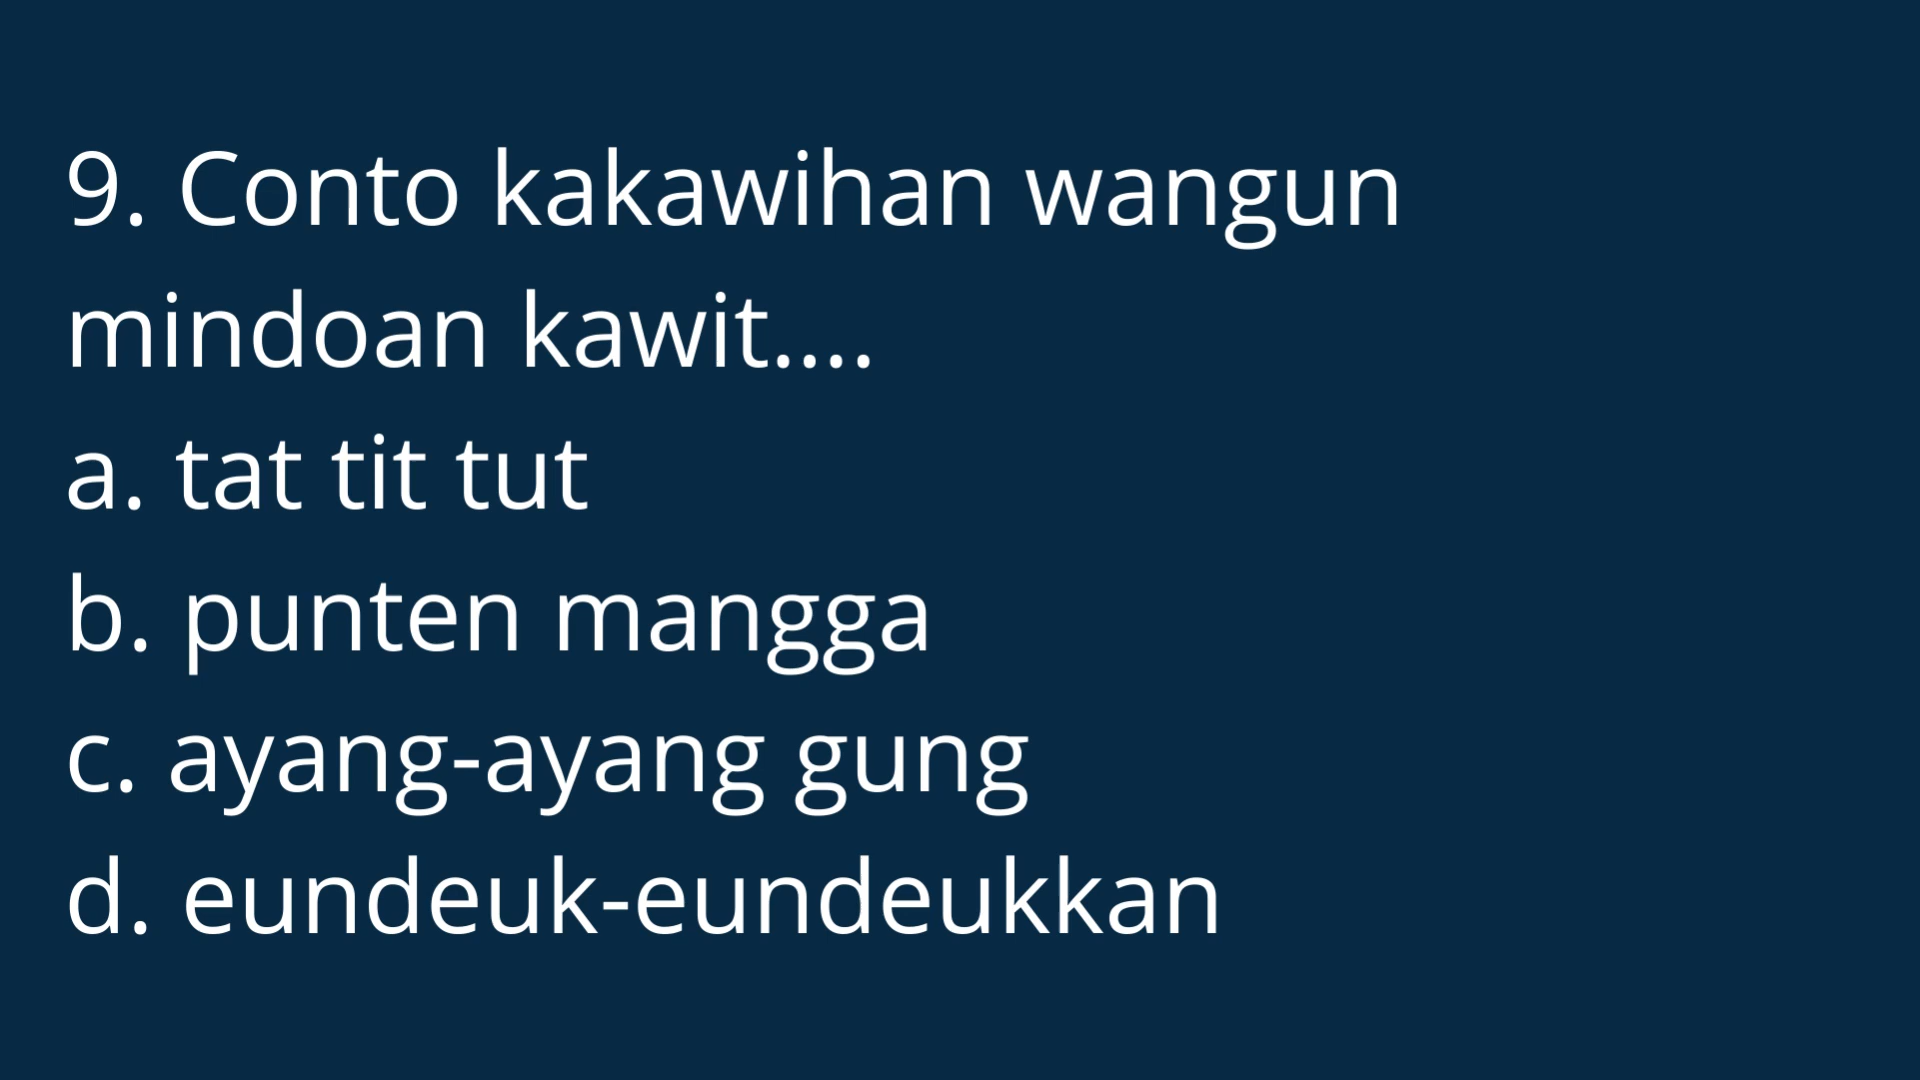 9. Conto kakawihan wangun
mindoan kawit....
a. tat tit tut
b. punten mangga
c. ayang-ayang gung
d. eundeuk-eundeukkan